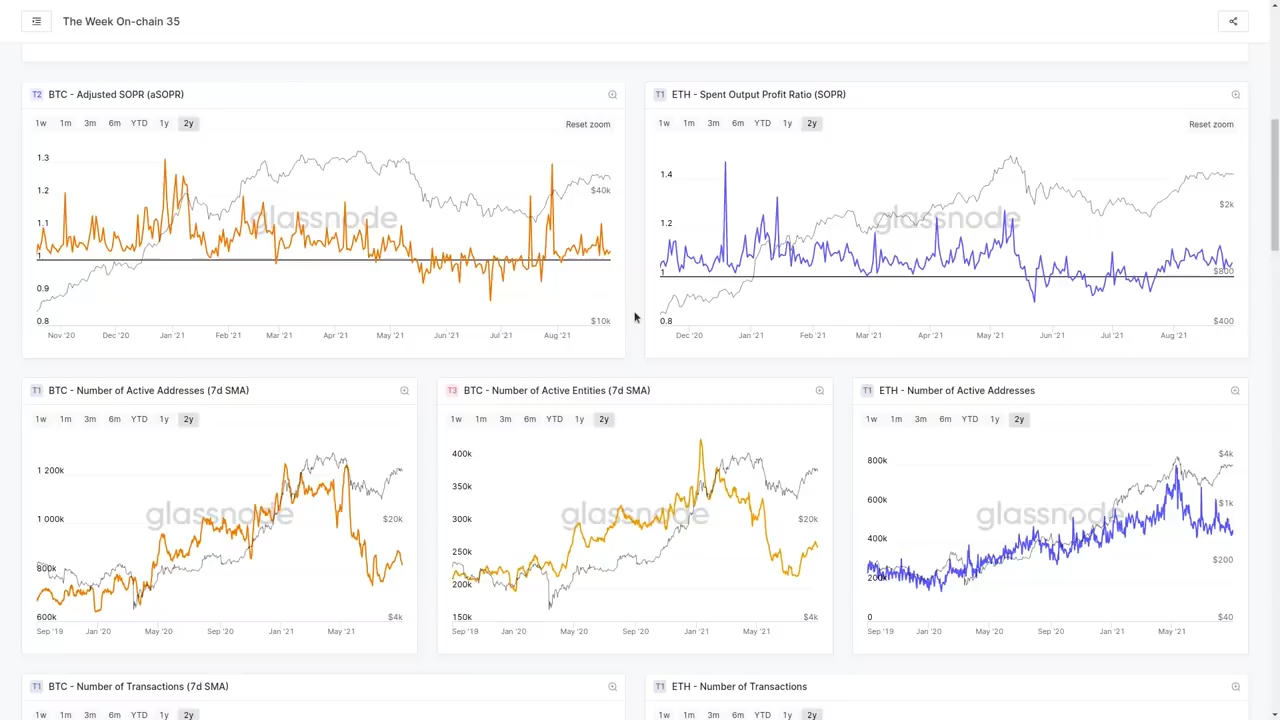 The Week On-chain 35
T2 BTC - Adjusted SOPR (aSOPR)
1w 1m 3m 6m YTD 1y 2y
Reset zoom
1.3
1.2
1.1
1
0.9
0.8
$40k
$10k
glassnode
Nov '20 Dec '20 Jan '21 Feb '21 Mar '21 Apr '21 May '21 Jun '21 Jul '21 Aug '21
T1 ETH - Spent Output Profit Ratio (SOPR)
1w 1m 3m 6m YTD 1y 2y
Reset zoom
1.4
1.2
1
0.8
$2k
$800
$400
glassnode
Dec '20 Jan '21 Feb '21 Mar '21 Apr '21 May '21 Jun '21 Jul '21 Aug '21
T1 BTC - Number of Active Addresses (7d SMA)
1w 1m 3m 6m YTD 1y 2y
1 200k
1 000k
800k
600k
$20k
$4k
glassnode
Sep '19 Jan '20 May '20 Sep '20 Jan '21 May '21
T3 BTC - Number of Active Entities (7d SMA)
1w 1m 3m 6m YTD 1y 2y
400k
350k
300k
250k
200k
150k
$20k
$4k
glassnode
Sep '19 Jan '20 May '20 Sep '20 Jan '21 May '21
T1 ETH - Number of Active Addresses
1w 1m 3m 6m YTD 1y 2y
800k
600k
400k
200k
0
$4k
$1k
$200
$40
glassnode
Sep '19 Jan '20 May '20 Sep '20 Jan '21 May '21
T1 BTC - Number of Transactions (7d SMA)
1w 1m 3m 6m YTD 1y 2y
T1 ETH - Number of Transactions
1w 1m 3m 6m YTD 1y 2y